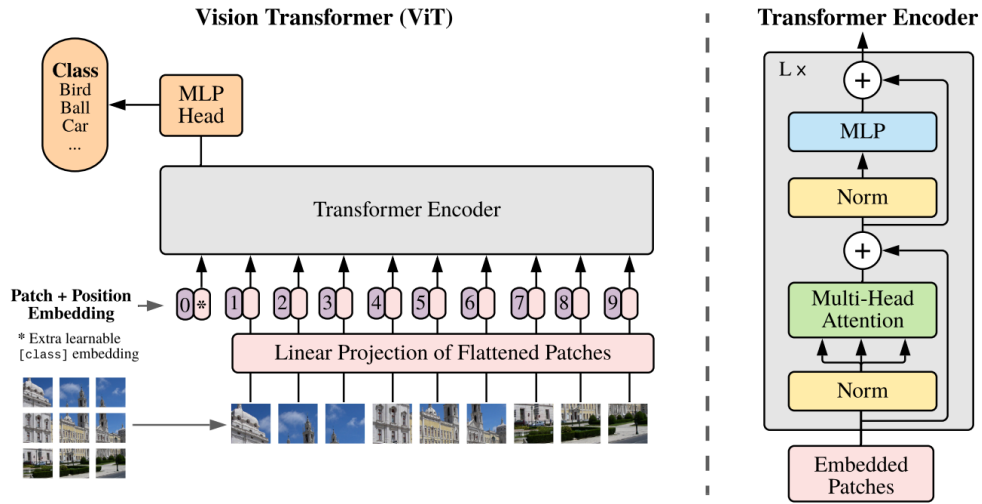 Vision Transformer (ViT)
Class
Bird
Ball
Car
...
MLP
Head
Transformer Encoder
Patch + Position
Embedding
0 * 1 2 3 4 5 6 7 8 9
* Extra learnable
[class] embedding
Linear Projection of Flattened Patches
Transformer Encoder
L x
+
MLP
Norm
+
Multi-Head
Attention
Norm
Embedded
Patches